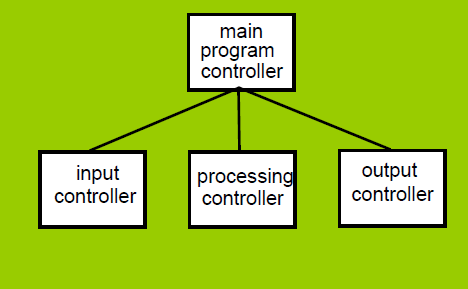 main
program
controller
input
controller
processing
controller
output
controller